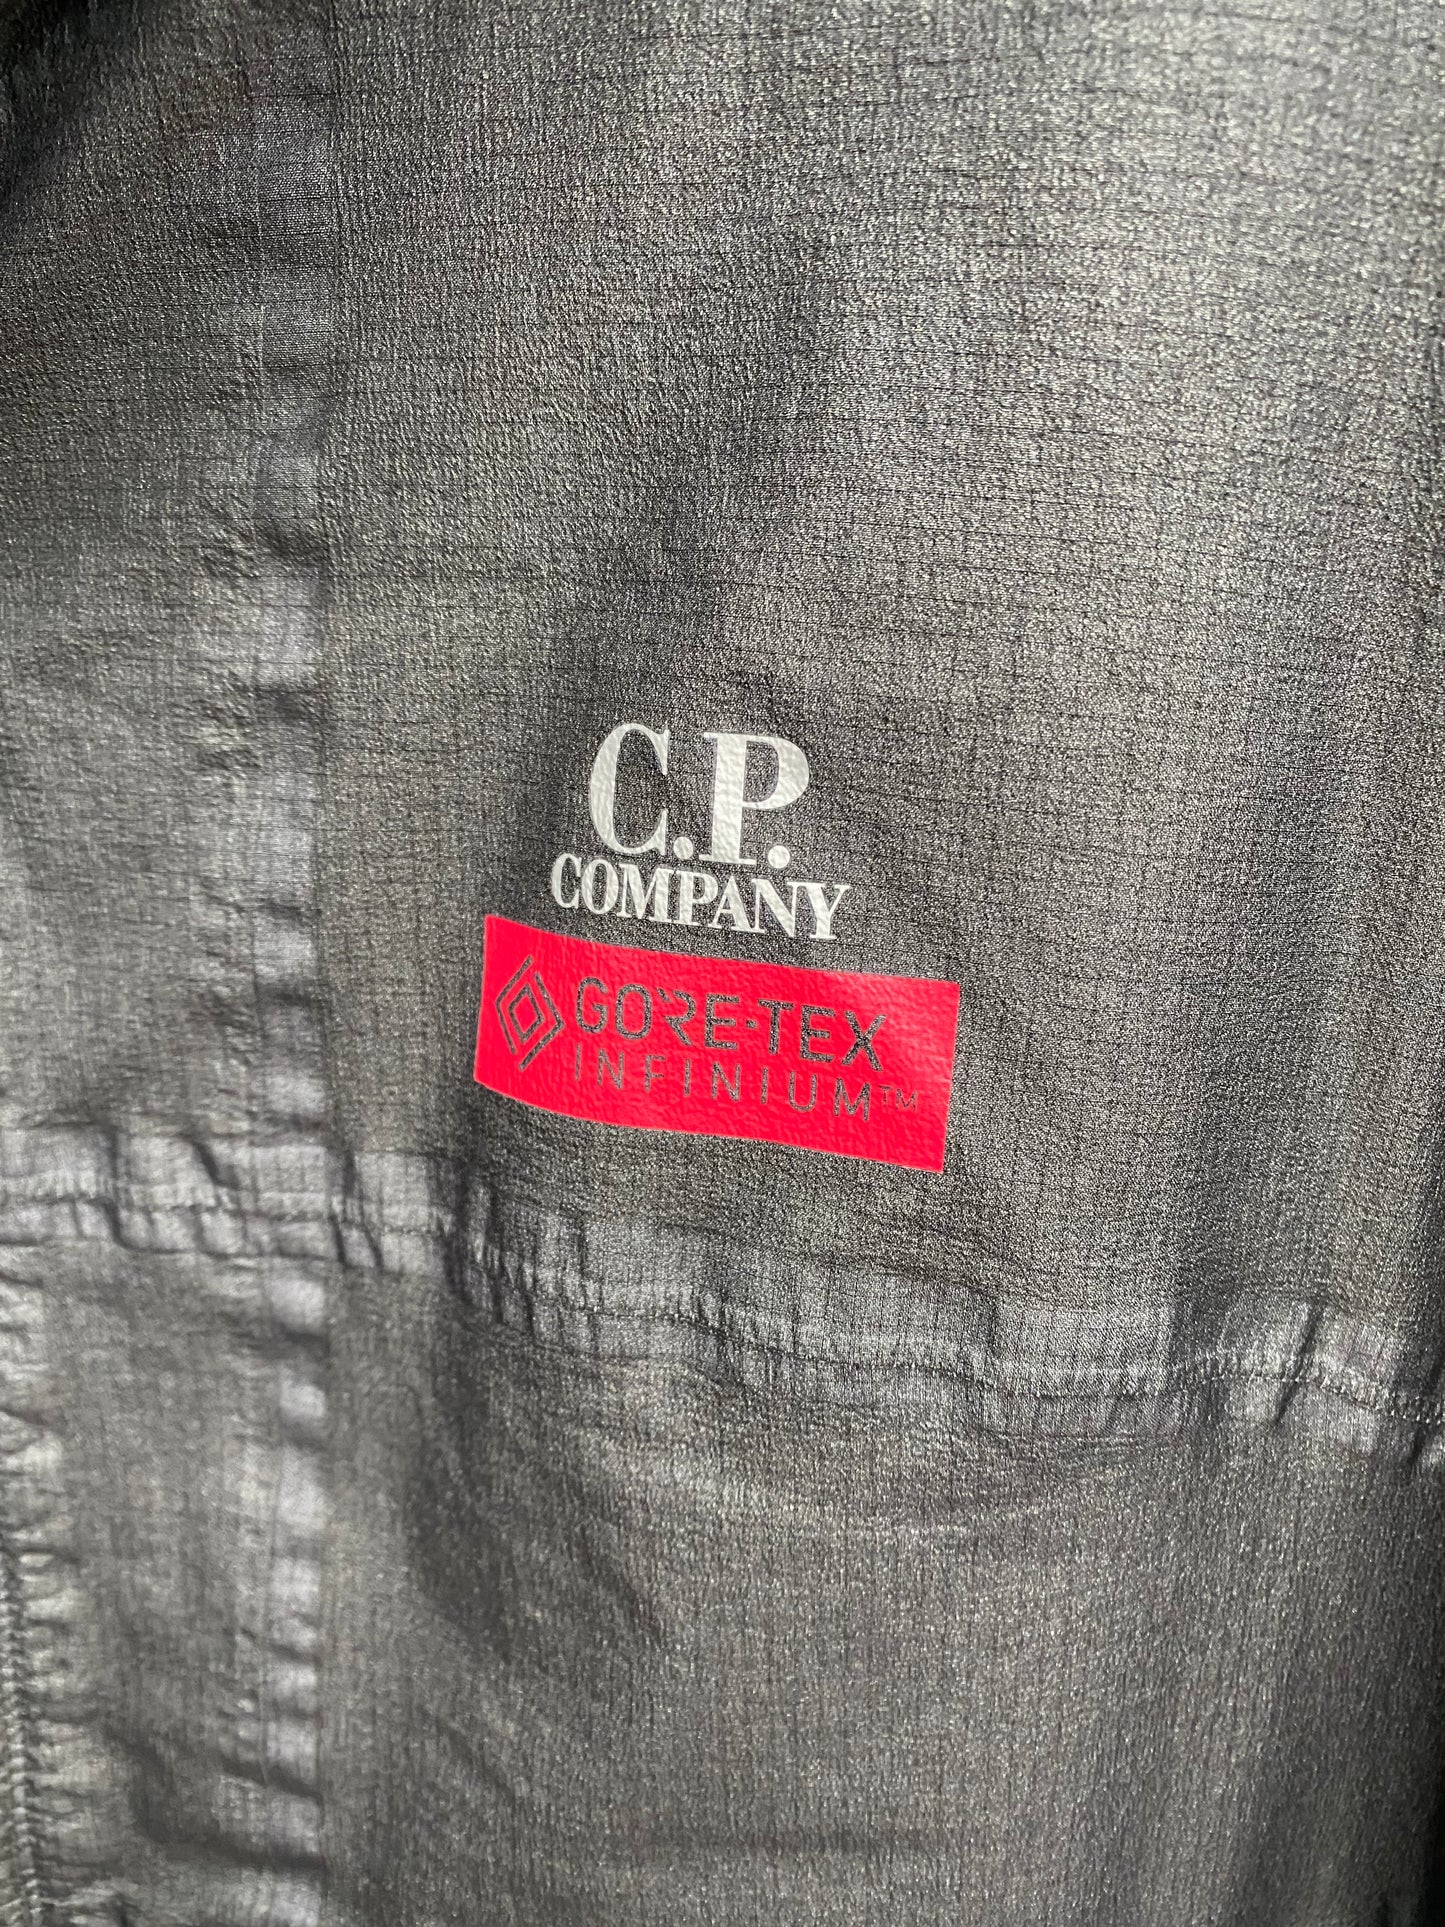 C.P.
COMPANY
GORE-TEX
INFINIUM™